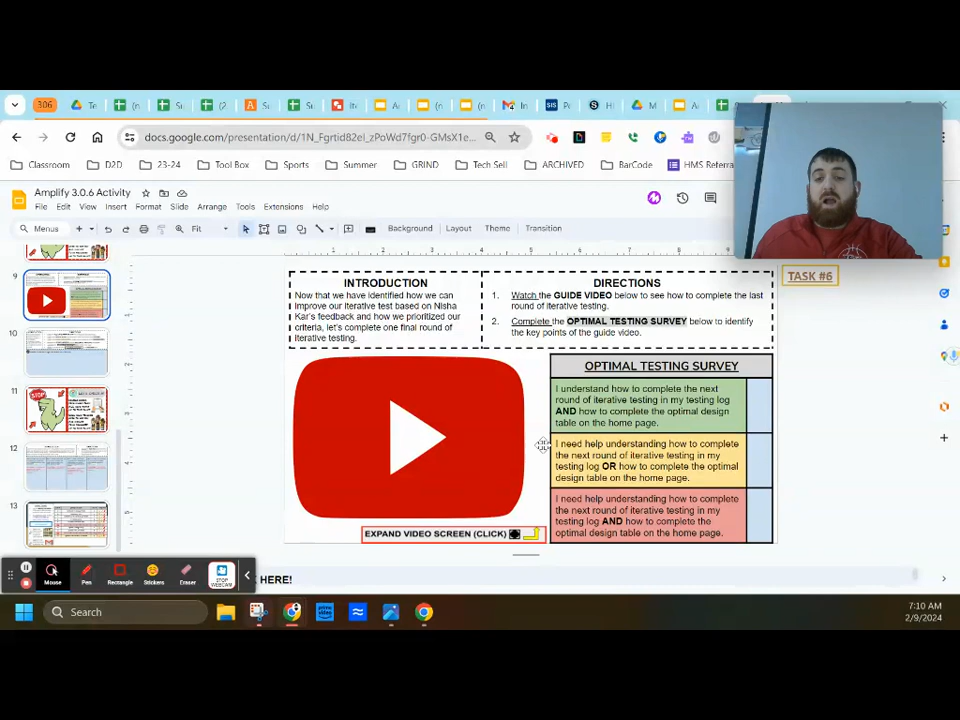 306
docs.google.com/presentation/d/1N_Fgrtid82eI_zPoWd7fgr0-GMsX1e...
Classroom
D2D
23-24
Tool Box
Sports
Summer
GRIND
Tech Sell
ARCHIVED
BarCode
HMS Referra
Amplify 3.0.6 Activity
File Edit View Insert Format Slide Arrange Tools Extensions Help
Menus
Fit
Background Layout Theme Transition
INTRODUCTION
Now that we have identified how we can
improve our iterative test based on Nisha
Kar's feedback and how we prioritized our
criteria, let's complete one final round of
iterative testing.
DIRECTIONS
1. Watch the GUIDE VIDEO below to see how to complete the last
round of iterative testing.
2. Complete the OPTIMAL TESTING SURVEY below to identify
the key points of the guide video.
TASK #6
OPTIMAL TESTING SURVEY
I understand how to complete the next
round of iterative testing in my testing log
AND how to complete the optimal design
table on the home page.
I need help understanding how to complete
the next round of iterative testing in my
testing log OR how to complete the optimal
design table on the home page.
I need help understanding how to complete
the next round of iterative testing in my
testing log AND how to complete the
optimal design table on the home page.
EXPAND VIDEO SCREEN (CLICK)
9
10
11
STOP
12
13
HERE!
Mouse
Pen
Rectangle
Stickers
Eraser
STOP
WEBCAM
Search
7:10 AM
2/9/2024